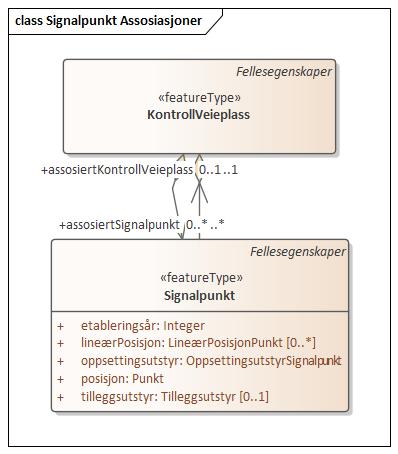 class Signalpunkt Assosiasjoner
Fellesegenskaper
«featureType»
KontrollVeieplass
+assosiertKontrollVeieplass 0..1 ..1
+assosiertSignalpunkt 0..* ..*
Fellesegenskaper
«featureType»
Signalpunkt
+ etableringsår: Integer
+ lineærPosisjon: LineærPosisjonPunkt [0..*]
+ oppsettingsutstyr: OppsettingsutstyrSignalpunkt
+ posisjon: Punkt
+ tilleggsutstyr: Tilleggsutstyr [0..1]